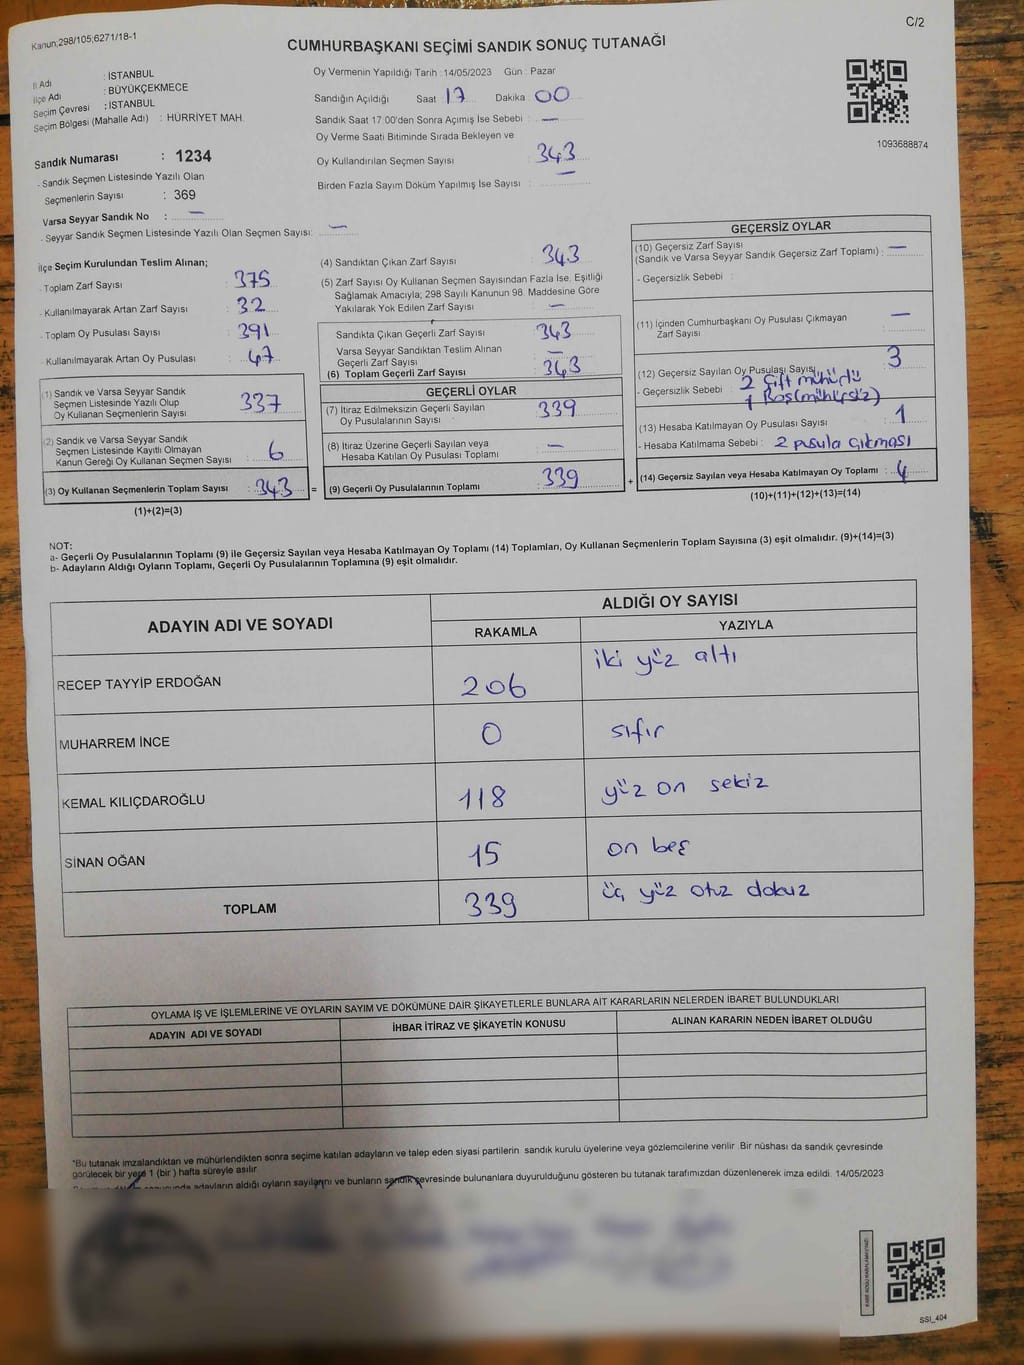 Kanun;298/105;6271/18-1
C/2
CUMHURBAŞKANI SEÇİMİ SANDIK SONUÇ TUTANAĞI
İl Adı : İSTANBUL
İlçe Adı : BÜYÜKÇEKMECE
Seçim Çevresi : İSTANBUL
Seçim Bölgesi (Mahalle Adı) : HÜRRİYET MAH.
Sandık Numarası : 1234
- Sandık Seçmen Listesinde Yazılı Olan
Seçmenlerin Sayısı : 369
Varsa Seyyar Sandık No : —
- Seyyar Sandık Seçmen Listesinde Yazılı Olan Seçmen Sayısı: —
Oy Vermenin Yapıldığı Tarih : 14/05/2023 Gün : Pazar
Sandığın Açıldığı Saat 17 Dakika 00
Sandık Saat 17:00'den Sonra Açımış İse Sebebi : —
Oy Verme Saati Bitiminde Sırada Bekleyen ve
Oy Kullandırılan Seçmen Sayısı : 343
Birden Fazla Sayım Döküm Yapılmış İse Sayısı : —
1093688874
İlçe Seçim Kurulundan Teslim Alınan;
- Toplam Zarf Sayısı : 375
- Kullanılmayarak Artan Zarf Sayısı : 32
- Toplam Oy Pusulası Sayısı : 391
- Kullanılmayarak Artan Oy Pusulası : 47
(1) Sandık ve Varsa Seyyar Sandık
Seçmen Listesinde Yazılı Olup
Oy Kullanan Seçmenlerin Sayısı : 337
(2) Sandık ve Varsa Seyyar Sandık
Seçmen Listesinde Kayıtlı Olmayan
Kanun Gereği Oy Kullanan Seçmen Sayısı : 6
(3) Oy Kullanan Seçmenlerin Toplam Sayısı : 343 =
(1)+(2)=(3)
(4) Sandıktan Çıkan Zarf Sayısı : 343
(5) Zarf Sayısı Oy Kullanan Seçmen Sayısından Fazla İse, Eşitliği
Sağlamak Amacıyla; 298 Sayılı Kanunun 98. Maddesine Göre
Yakılarak Yok Edilen Zarf Sayısı : —
Sandıkta Çıkan Geçerli Zarf Sayısı : 343
Varsa Seyyar Sandıktan Teslim Alınan
Geçerli Zarf Sayısı : —
(6) Toplam Geçerli Zarf Sayısı : 343
GEÇERLİ OYLAR
(7) İtiraz Edilmeksizin Geçerli Sayılan
Oy Pusulalarının Sayısı : 339
(8) İtiraz Üzerine Geçerli Sayılan veya
Hesaba Katılan Oy Pusulası Toplamı : —
(9) Geçerli Oy Pusulalarının Toplamı : 339 +
GEÇERSİZ OYLAR
(10) Geçersiz Zarf Sayısı
(Sandık ve Varsa Seyyar Sandık Geçersiz Zarf Toplamı) : —
- Geçersizlik Sebebi :
(11) İçinden Cumhurbaşkanı Oy Pusulası Çıkmayan
Zarf Sayısı : —
(12) Geçersiz Sayılan Oy Pusulası Sayısı : 3
- Geçersizlik Sebebi : 2 Çift mühürlü
1 Boş(mühürsüz)
(13) Hesaba Katılmayan Oy Pusulası Sayısı : 1
- Hesaba Katılmama Sebebi : 2 pusula çıkması
(14) Geçersiz Sayılan veya Hesaba Katılmayan Oy Toplamı : 4
(10)+(11)+(12)+(13)=(14)
NOT:
a- Geçerli Oy Pusulalarının Toplamı (9) ile Geçersiz Sayılan veya Hesaba Katılmayan Oy Toplamı (14) Toplamları, Oy Kullanan Seçmenlerin Toplam Sayısına (3) eşit olmalıdır. (9)+(14)=(3)
b- Adayların Aldığı Oyların Toplamı, Geçerli Oy Pusulalarının Toplamına (9) eşit olmalıdır.
ADAYIN ADI VE SOYADI
ALDIĞI OY SAYISI
RAKAMLA YAZIYLA
RECEP TAYYİP ERDOĞAN 206 iki yüz altı
MUHARREM İNCE 0 sıfır
KEMAL KILIÇDAROĞLU 118 yüz on sekiz
SİNAN OĞAN 15 on beş
TOPLAM 339 üç yüz otuz dokuz
OYLAMA İŞ VE İŞLEMLERİNE VE OYLARIN SAYIM VE DÖKÜMÜNE DAİR ŞİKAYETLERLE BUNLARA AİT KARARLARIN NELERDEN İBARET BULUNDUKLARI
ADAYIN ADI VE SOYADI İHBAR İTİRAZ VE ŞİKAYETİN KONUSU ALINAN KARARIN NEDEN İBARET OLDUĞU
*Bu tutanak imzalandıktan ve mühürlendikten sonra seçime katılan adayların ve talep eden siyasi partilerin sandık kurulu üyelerine veya gözlemcilerine verilir .Bir nüshası da sandık çevresinde
görülecek bir yere 1 (bir ) hafta süreyle asılır.
adayların aldığı oyların sayılarını ve bunların sandık çevresinde bulunanlara duyurulduğunu gösteren bu tutanak tarafımızdan düzenlenerek imza edildi. 14/05/2023
SSI_404